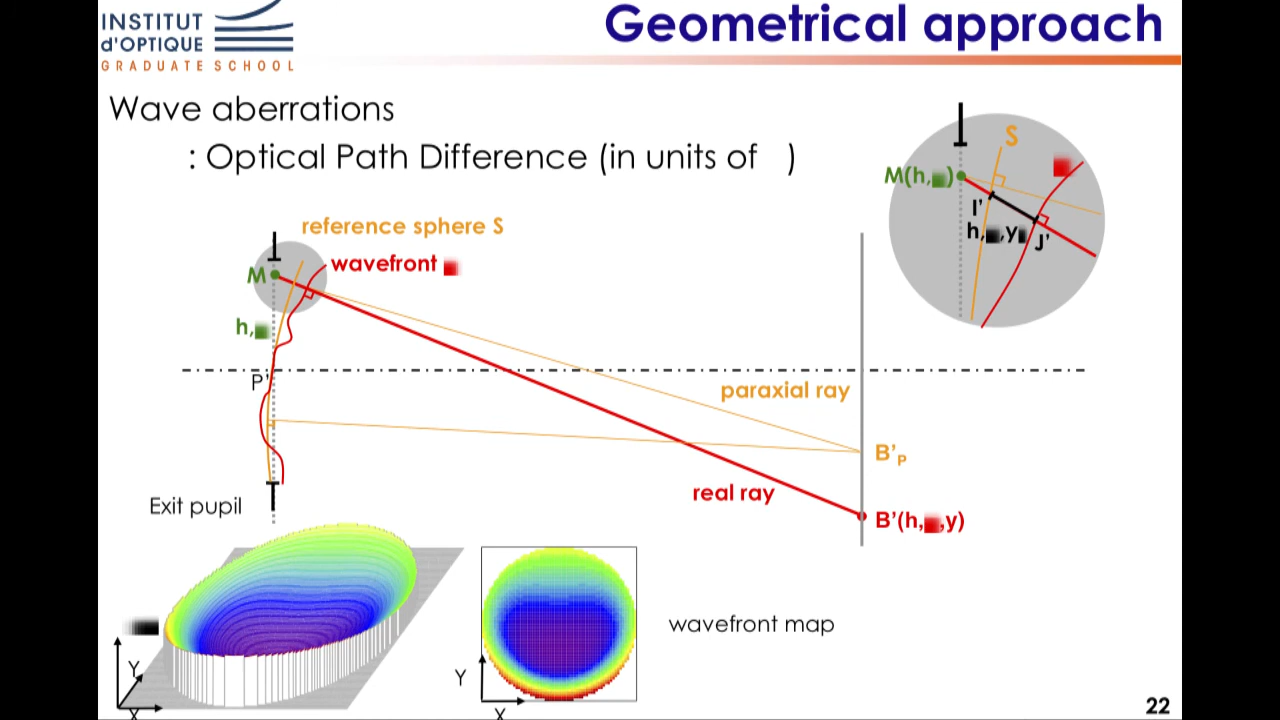 INSTITUT
d'OPTIQUE
GRADUATE SCHOOL
Geometrical approach
Wave aberrations
: Optical Path Difference (in units of )
S
M(h, )
I'
h, ,y
J'
reference sphere S
wavefront
M
h,
P'
paraxial ray
B'P
real ray
B'(h, ,y)
Exit pupil
Y
X
Y
X
wavefront map
22